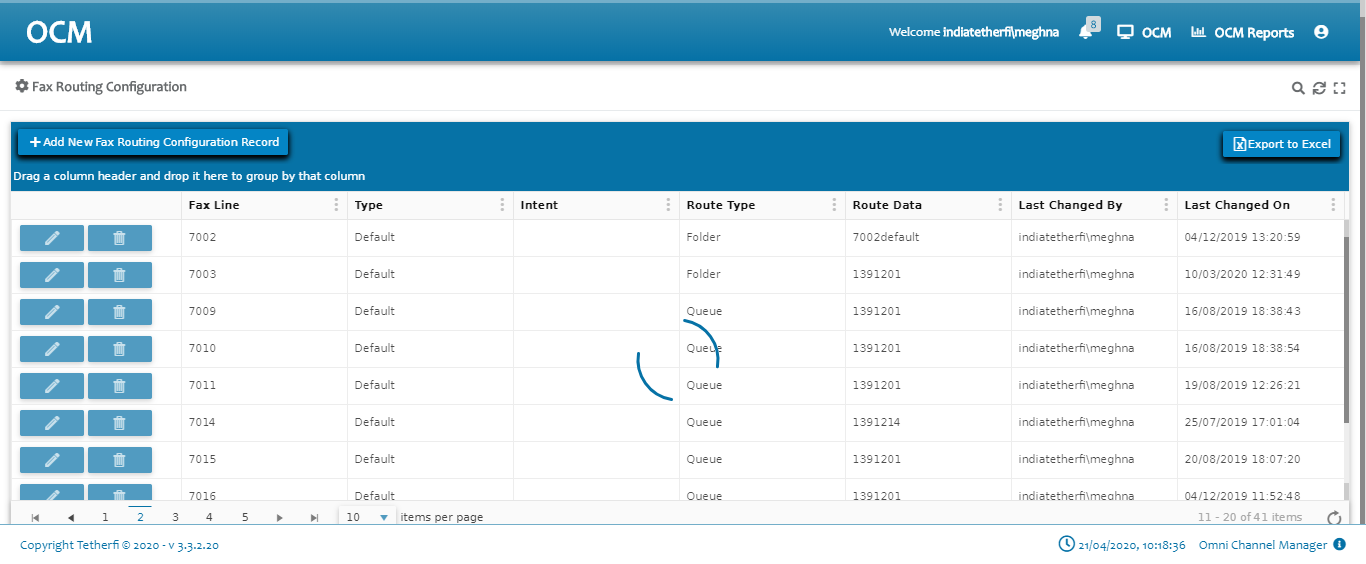 OCM
Welcome indiatetherfi\meghna 8 OCM OCM Reports
Fax Routing Configuration
Add New Fax Routing Configuration Record Export to Excel
Drag a column header and drop it here to group by that column
Fax Line Type Intent Route Type Route Data Last Changed By Last Changed On
7002 Default Folder 7002default indiatetherfi\meghna 04/12/2019 13:20:59
7003 Default Folder 1391201 indiatetherfi\meghna 10/03/2020 12:31:49
7009 Default Queue 1391201 indiatetherfi\meghna 16/08/2019 18:38:43
7010 Default Queue 1391201 indiatetherfi\meghna 16/08/2019 18:38:54
7011 Default Queue 1391201 indiatetherfi\meghna 19/08/2019 12:26:21
7014 Default Queue 1391214 indiatetherfi\meghna 25/07/2019 17:01:04
7015 Default Queue 1391201 indiatetherfi\meghna 20/08/2019 18:07:20
7016 Default Queue 1391201 indiatetherfi\meghna 04/12/2019 11:52:48
1 2 3 4 5 10 items per page 11 - 20 of 41 items
Copyright Tetherfi © 2020 - v 3.3.2.20 21/04/2020, 10:18:36 Omni Channel Manager